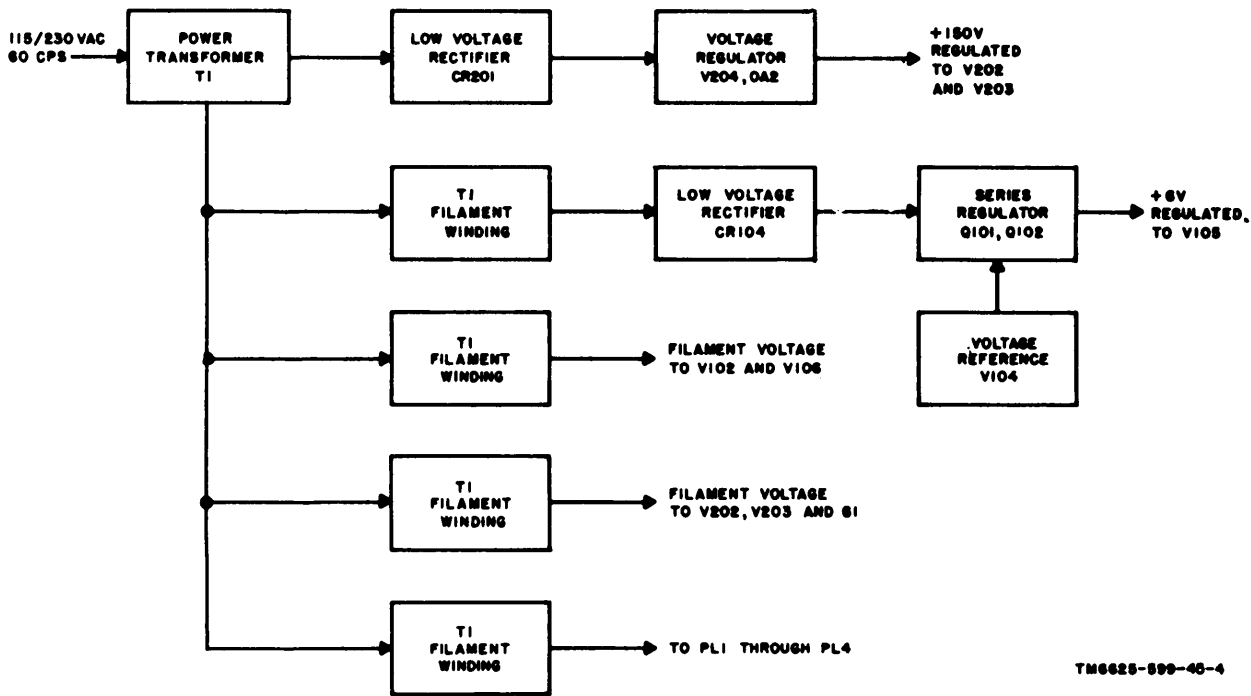 115/230 VAC
60 CPS
POWER
TRANSFORMER
T1
LOW VOLTAGE
RECTIFIER
CR201
VOLTAGE
REGULATOR
V204, OA2
+150V
REGULATED
TO V202
AND V203
T1
FILAMENT
WINDING
LOW VOLTAGE
RECTIFIER
CR104
SERIES
REGULATOR
Q101, Q102
+6V
REGULATED.
TO V105
T1
FILAMENT
WINDING
FILAMENT VOLTAGE
TO V102 AND V106
VOLTAGE
REFERENCE
V104
T1
FILAMENT
WINDING
FILAMENT VOLTAGE
TO V202, V203 AND G1
T1
FILAMENT
WINDING
TO PL1 THROUGH PL4
TM6625-599-45-4